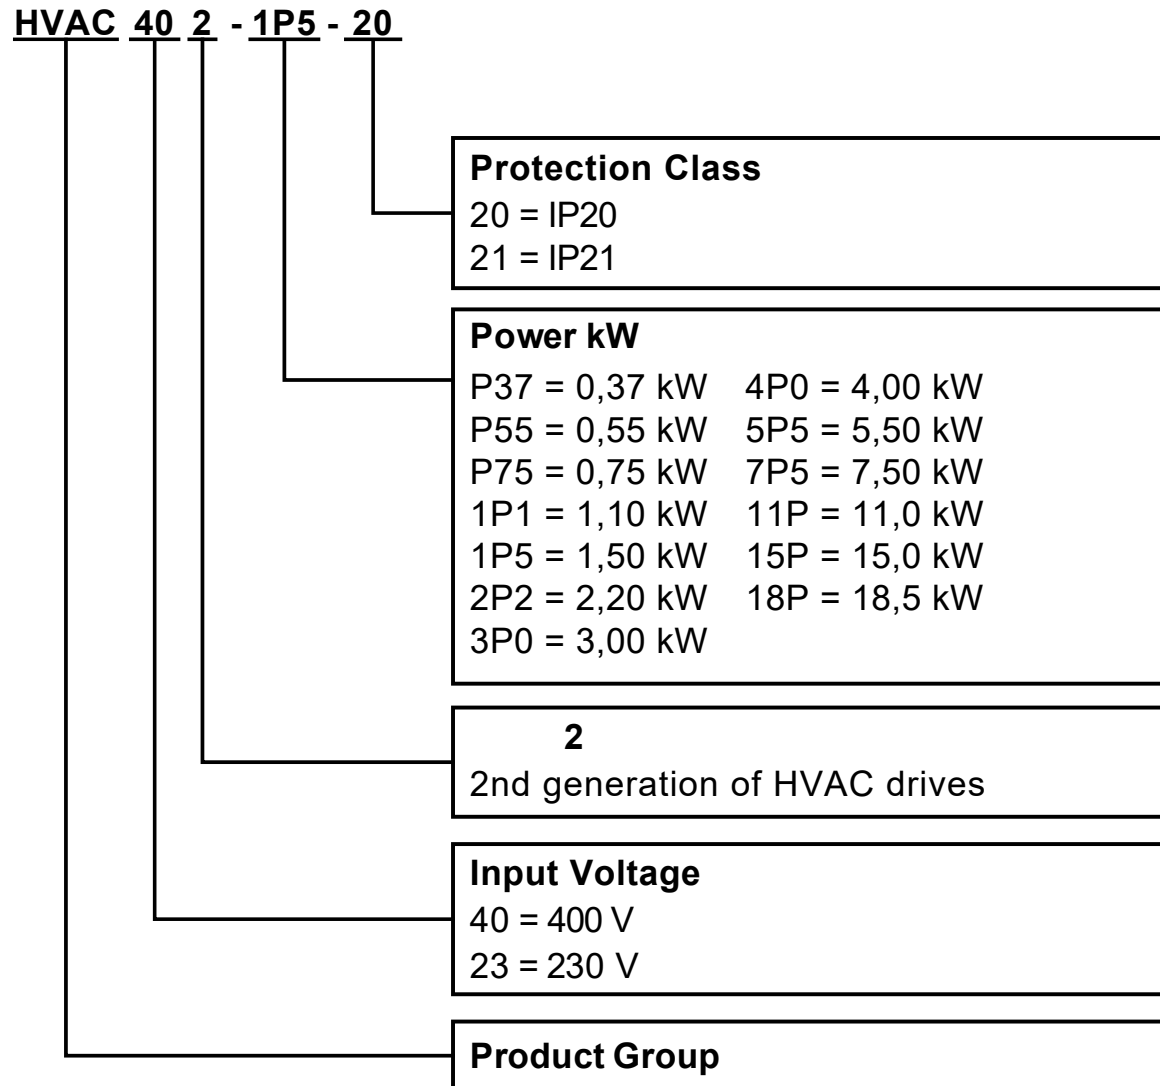 HVAC 40 2 - 1P5 - 20
Protection Class
20 = IP20
21 = IP21
Power kW
P37 = 0,37 kW 4P0 = 4,00 kW
P55 = 0,55 kW 5P5 = 5,50 kW
P75 = 0,75 kW 7P5 = 7,50 kW
1P1 = 1,10 kW 11P = 11,0 kW
1P5 = 1,50 kW 15P = 15,0 kW
2P2 = 2,20 kW 18P = 18,5 kW
3P0 = 3,00 kW
2
2nd generation of HVAC drives
Input Voltage
40 = 400 V
23 = 230 V
Product Group